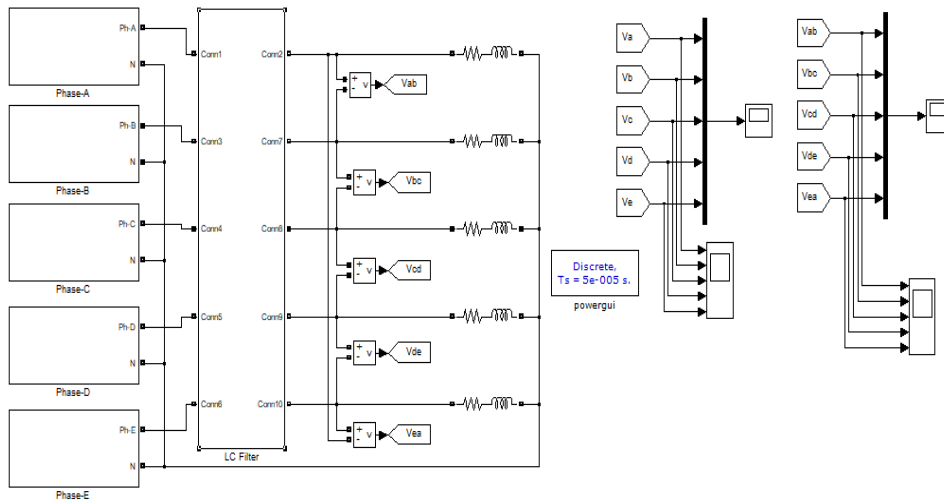 Ph-A
N
Phase-A
Ph-B
N
Phase-B
Ph-C
N
Phase-C
Ph-D
N
Phase-D
Ph-E
N
Phase-E
Conn1
Conn2
Conn3
Conn7
Conn4
Conn8
Conn5
Conn9
Conn6
Conn10
LC Filter
+
-
v
Vab
+
-
v
Vbc
+
-
v
Vcd
+
-
v
Vde
+
-
v
Vea
Discrete,
Ts = 5e-005 s.
powergui
Va
Vb
Vc
Vd
Ve
Vab
Vbc
Vcd
Vde
Vea